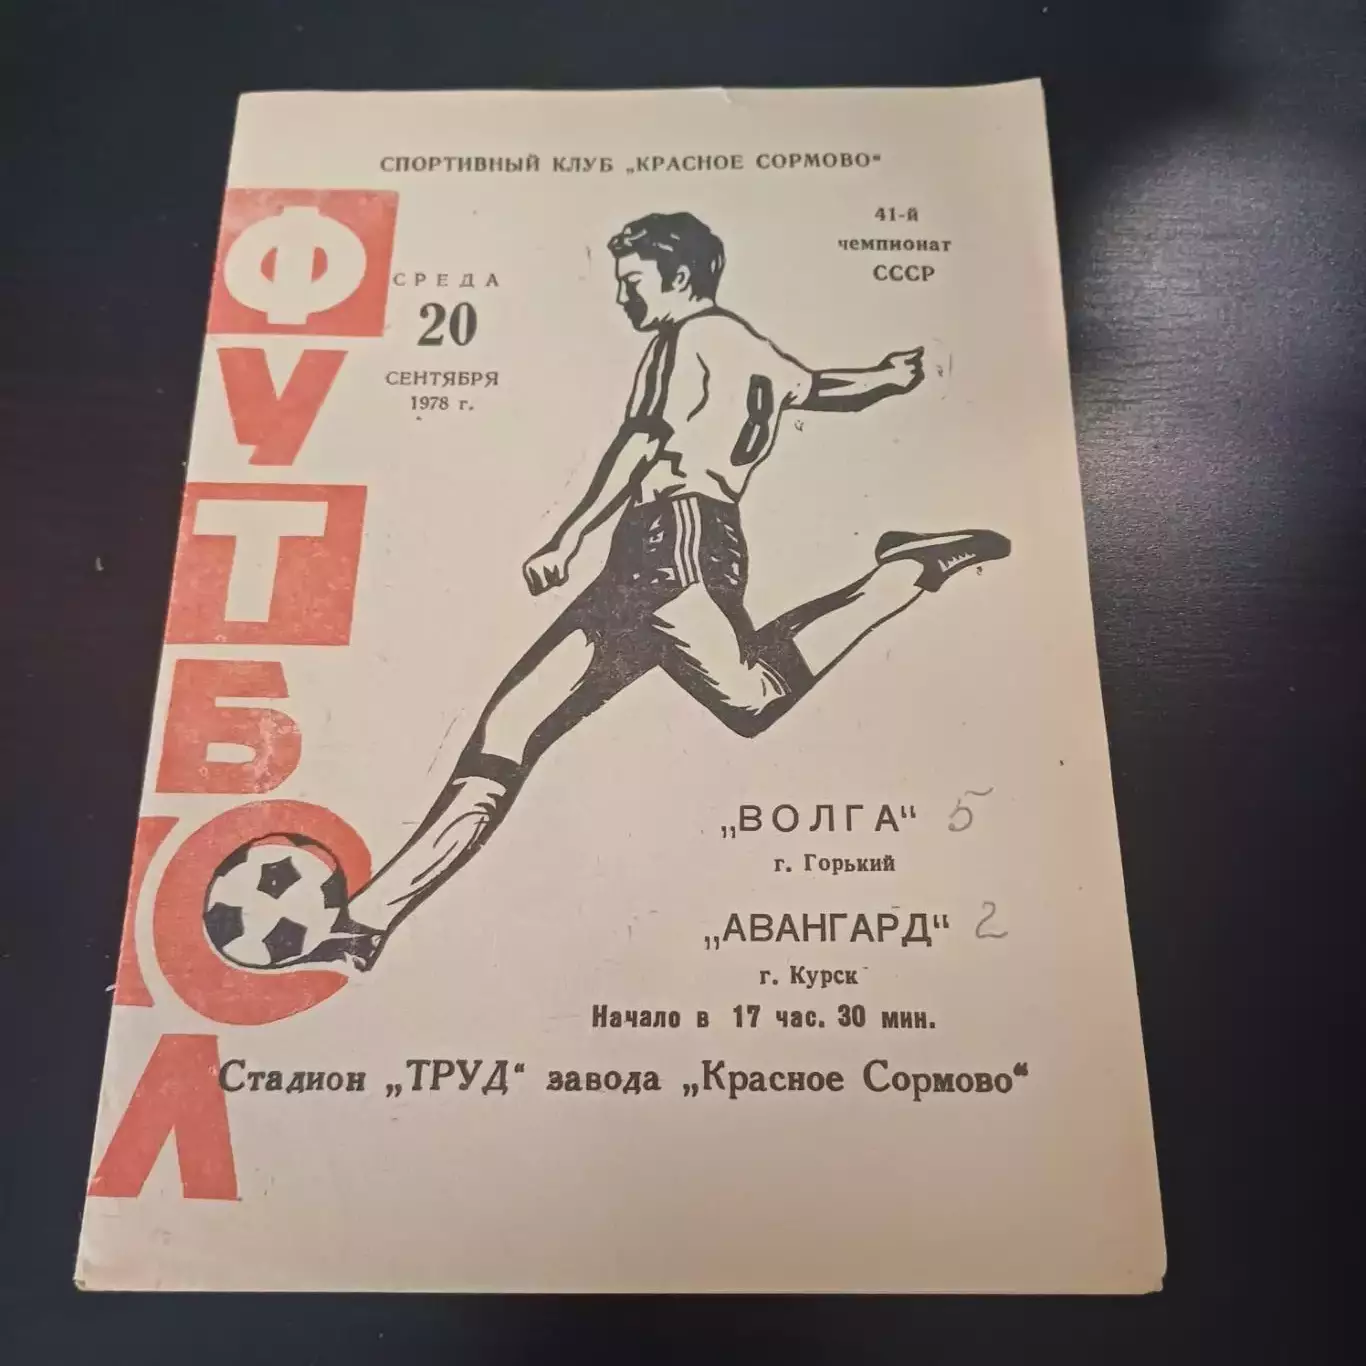 СПОРТИВНЫЙ КЛУБ „КРАСНОЕ СОРМОВО“
ФУТБОЛ
41-й
чемпионат
СССР
СРЕДА
20
СЕНТЯБРЯ
1978 г.
8
„ВОЛГА“ 5
г. Горький
„АВАНГАРД“ 2
г. Курск
Начало в 17 час. 30 мин.
Стадион „ТРУД“ завода „Красное Сормово“